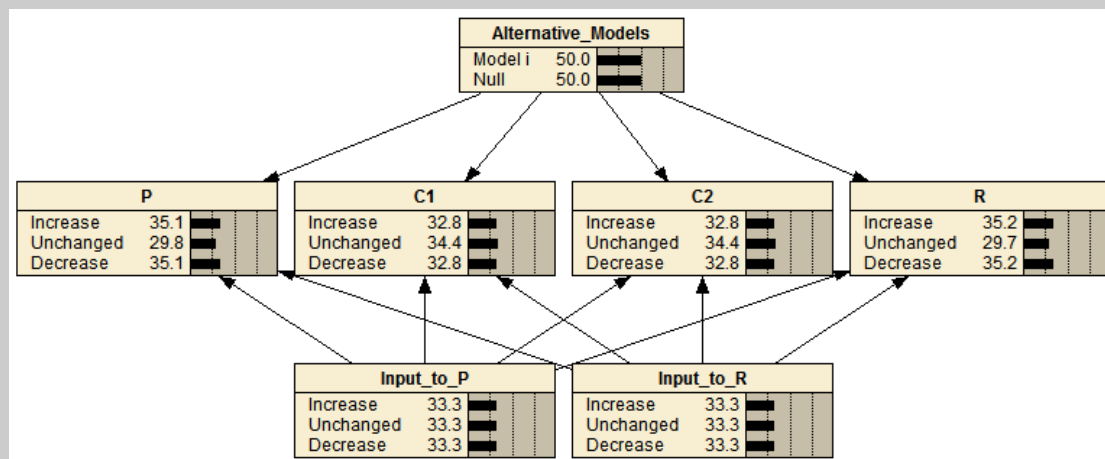 Alternative_Models
Model i 50.0
Null 50.0
P
Increase 35.1
Unchanged 29.8
Decrease 35.1
C1
Increase 32.8
Unchanged 34.4
Decrease 32.8
C2
Increase 32.8
Unchanged 34.4
Decrease 32.8
R
Increase 35.2
Unchanged 29.7
Decrease 35.2
Input_to_P
Increase 33.3
Unchanged 33.3
Decrease 33.3
Input_to_R
Increase 33.3
Unchanged 33.3
Decrease 33.3